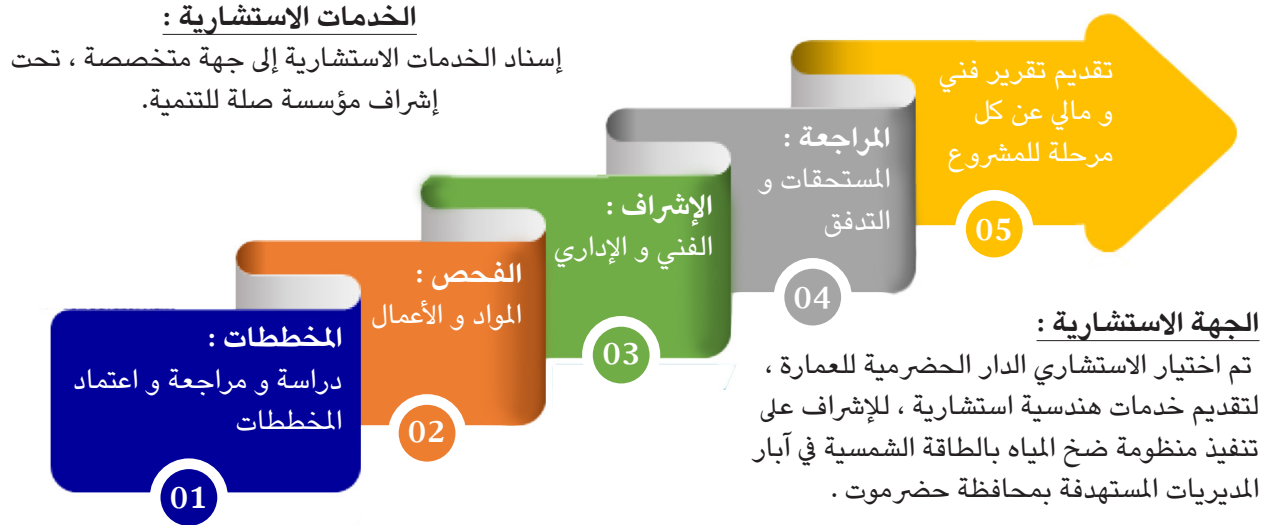 الخدمات الاستشارية :
إسناد الخدمات الاستشارية إلى جهة متخصصة ، تحت
إشراف مؤسسة صلة للتنمية.
المخططات :
دراسة و مراجعة و اعتماد
المخططات
01
الفحص :
المواد و الأعمال
02
الإشراف :
الفني و الإداري
03
المراجعة :
المستحقات و
التدفق
04
تقديم تقرير فني
و مالي عن كل
مرحلة للمشروع
05
الجهة الاستشارية :
تم اختيار الاستشاري الدار الحضرمية للعمارة ،
لتقديم خدمات هندسية استشارية ، للإشراف على
تنفيذ منظومة ضخ المياه بالطاقة الشمسية في آبار
المديريات المستهدفة بمحافظة حضرموت .